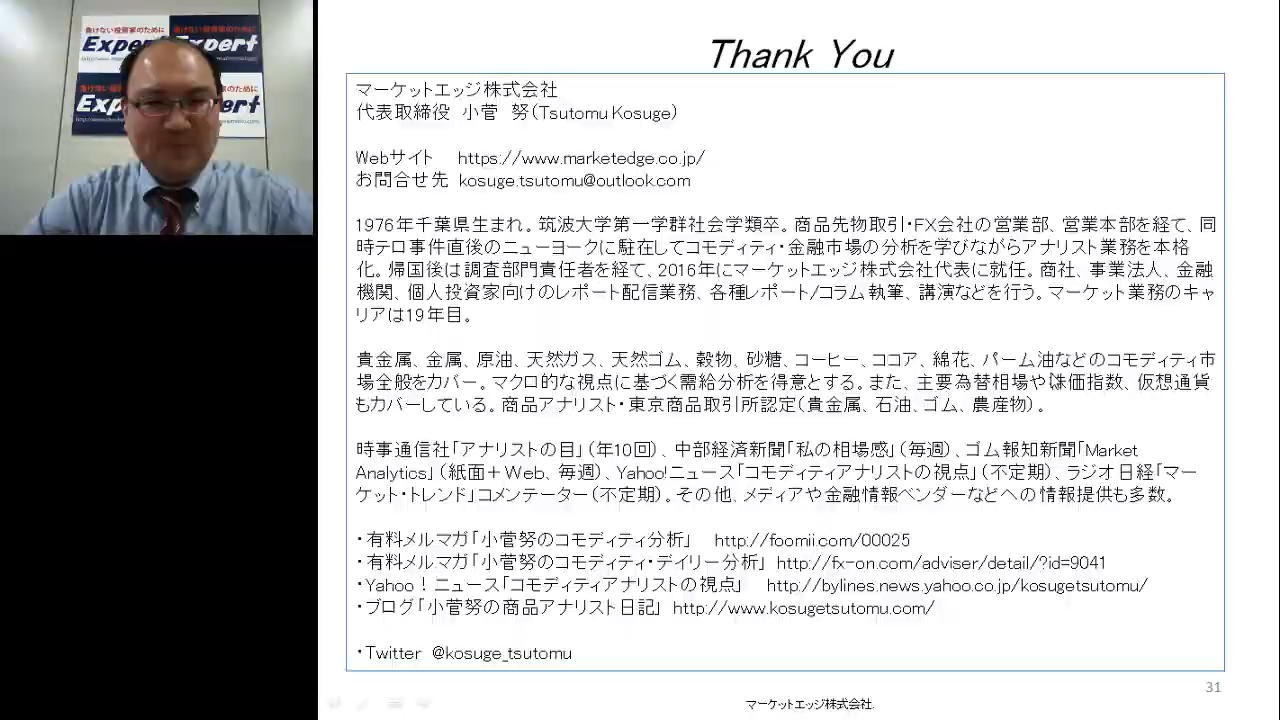 負けない投資家のために
Expert
Expert
Thank You
マーケットエッジ株式会社
代表取締役 小菅 努(Tsutomu Kosuge)
Webサイト https://www.marketedge.co.jp/
お問合せ先 kosuge.tsutomu@outlook.com
1976年千葉県生まれ。筑波大学第一学群社会学類卒。商品先物取引・FX会社の営業部、営業本部を経て、同
時テロ事件直後のニューヨークに駐在してコモディティ・金融市場の分析を学びながらアナリスト業務を本格
化。帰国後は調査部門責任者を経て、2016年にマーケットエッジ株式会社代表に就任。商社、事業法人、金融
機関、個人投資家向けのレポート配信業務、各種レポート/コラム執筆、講演などを行う。マーケット業務のキャ
リアは19年目。
貴金属、金属、原油、天然ガス、天然ゴム、穀物、砂糖、コーヒー、ココア、綿花、パーム油などのコモディティ市
場全般をカバー。マクロ的な視点に基づく需給分析を得意とする。また、主要為替相場や株価指数、仮想通貨
もカバーしている。商品アナリスト・東京商品取引所認定(貴金属、石油、ゴム、農産物)。
時事通信社「アナリストの目」(年10回)、中部経済新聞「私の相場感」(毎週)、ゴム報知新聞「Market
Analytics」(紙面+Web、毎週)、Yahoo!ニュース「コモディティアナリストの視点」(不定期)、ラジオ日経「マー
ケット・トレンド」コメンテーター(不定期)。その他、メディアや金融情報ベンダーなどへの情報提供も多数。
・有料メルマガ「小菅努のコモディティ分析」 http://foomii.com/00025
・有料メルマガ「小菅努のコモディティ・デイリー分析」 http://fx-on.com/adviser/detail/?id=9041
・Yahoo!ニュース「コモディティアナリストの視点」 http://bylines.news.yahoo.co.jp/kosugetsutomu/
・ブログ「小菅努の商品アナリスト日記」 http://www.kosugetsutomu.com/
・Twitter @kosuge_tsutomu
31
マーケットエッジ株式会社